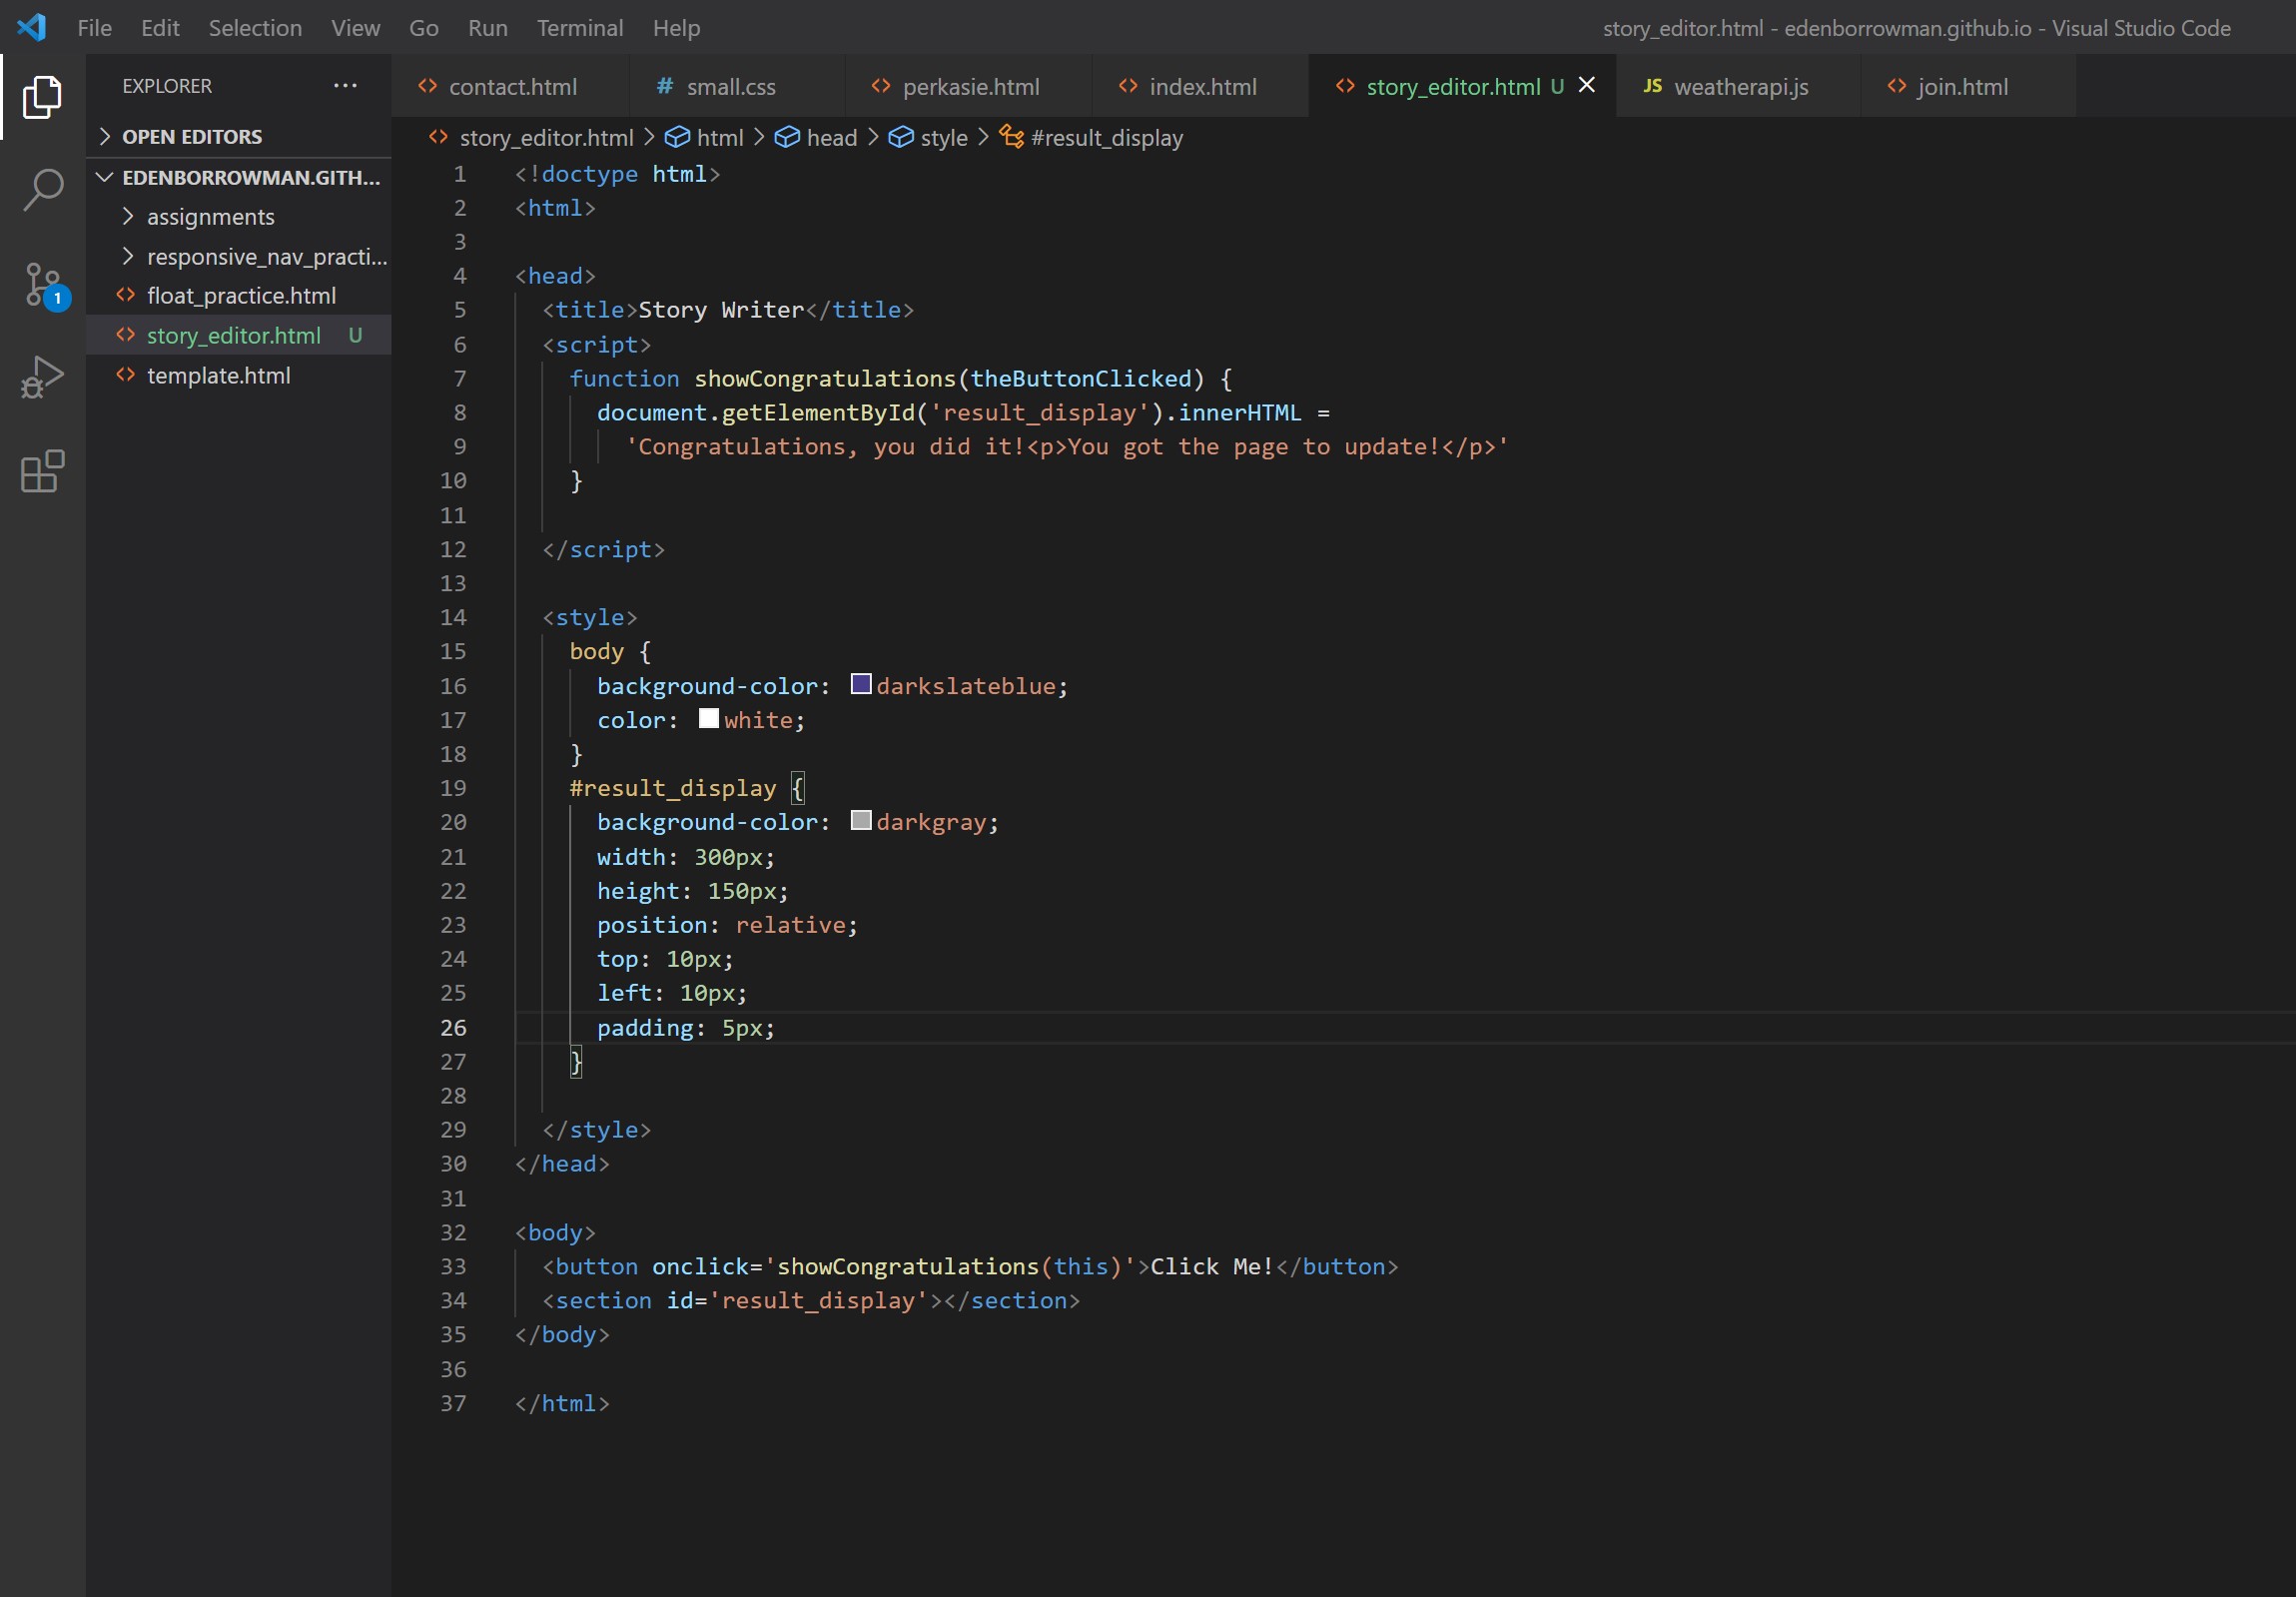 File Edit Selection View Go Run Terminal Help
story_editor.html - edenborrowman.github.io - Visual Studio Code
EXPLORER ···
OPEN EDITORS
EDENBORROWMAN.GITH...
assignments
responsive_nav_practi...
float_practice.html
story_editor.html U
template.html
1
contact.html # small.css perkasie.html index.html story_editor.html U JS weatherapi.js join.html
story_editor.html > html > head > style > #result_display
1 <!doctype html>
2 <html>
3
4 <head>
5 <title>Story Writer</title>
6 <script>
7 function showCongratulations(theButtonClicked) {
8 document.getElementById('result_display').innerHTML =
9 'Congratulations, you did it!<p>You got the page to update!</p>'
10 }
11
12 </script>
13
14 <style>
15 body {
16 background-color: darkslateblue;
17 color: white;
18 }
19 #result_display {
20 background-color: darkgray;
21 width: 300px;
22 height: 150px;
23 position: relative;
24 top: 10px;
25 left: 10px;
26 padding: 5px;
27 }
28
29 </style>
30 </head>
31
32 <body>
33 <button onclick='showCongratulations(this)'>Click Me!</button>
34 <section id='result_display'></section>
35 </body>
36
37 </html>